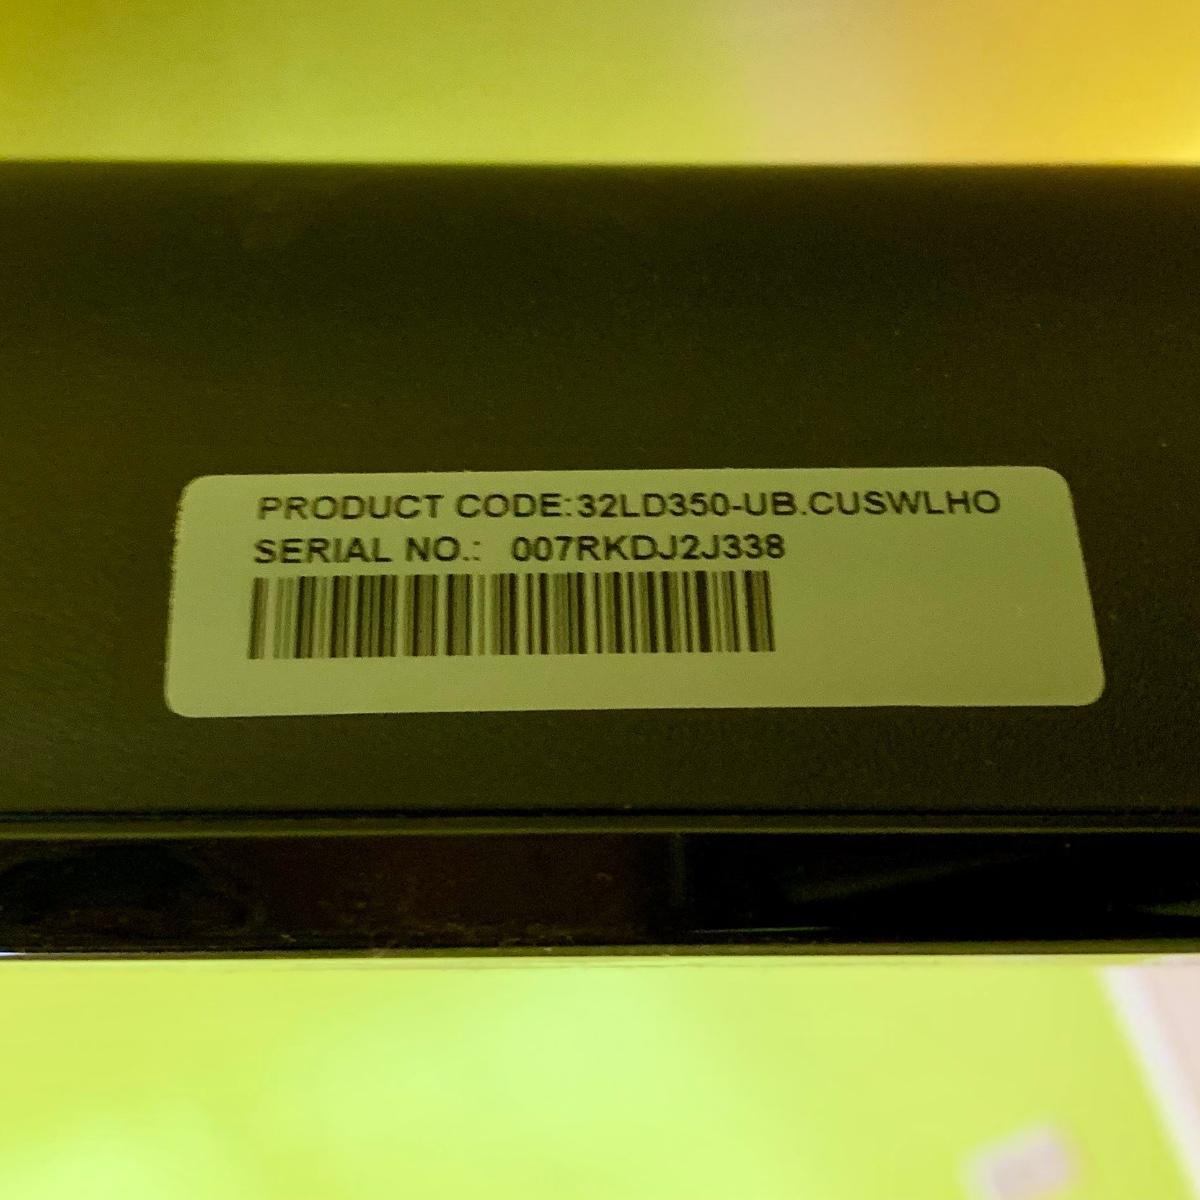 PRODUCT CODE:32LD350-UB.CUSWLHO
SERIAL NO.: 007RKDJ2J338